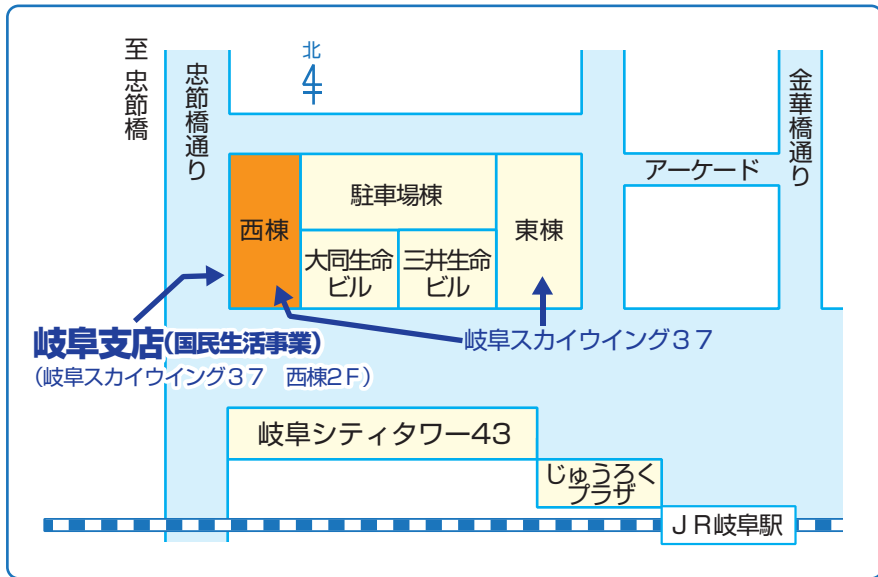 至 忠節橋
忠節橋通り
北
金華橋通り
アーケード
駐車場棟
西棟
東棟
大同生命
ビル
三井生命
ビル
岐阜支店(国民生活事業)
(岐阜スカイウイング３７　西棟2Ｆ)
岐阜スカイウイング３７
岐阜シティタワー43
じゅうろく
プラザ
ＪＲ岐阜駅